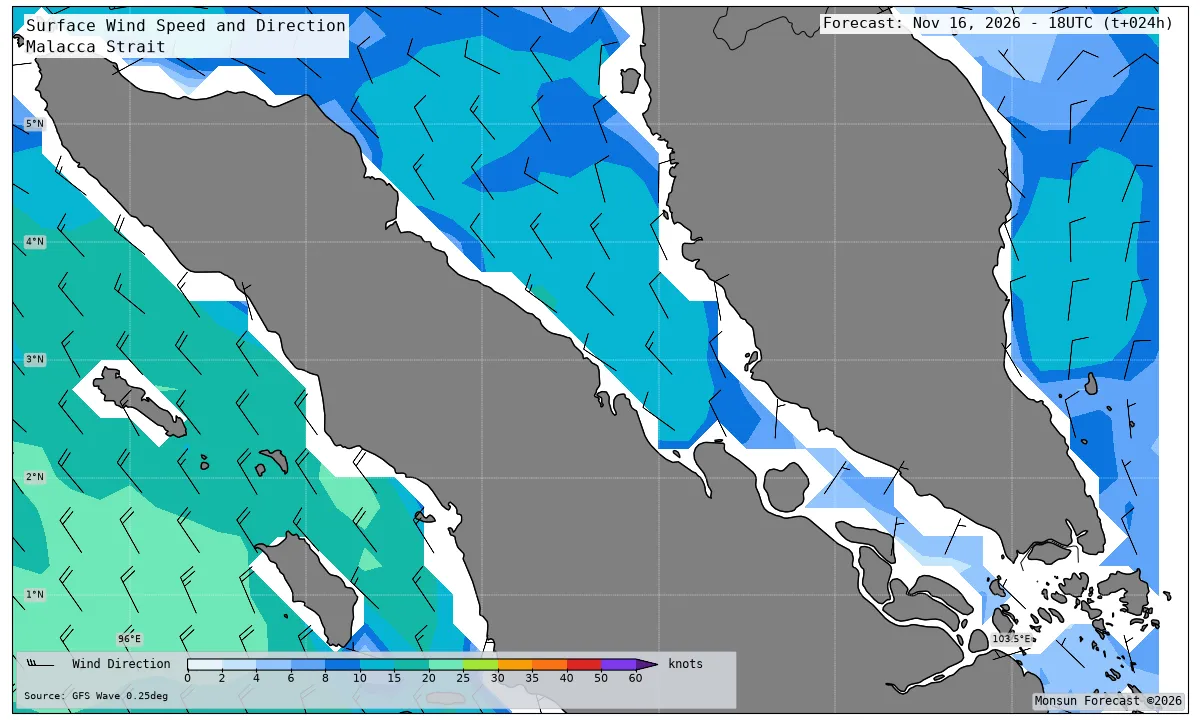 Surface Wind Speed and Direction
Malacca Strait
Forecast: Nov 16, 2026 - 18UTC (t+024h)
5°N
4°N
3°N
2°N
1°N
96°E
103.5°E
Wind Direction
knots
0 2 4 6 8 10 15 20 25 30 35 40 50 60
Source: GFS Wave 0.25deg
Monsun Forecast ©2026